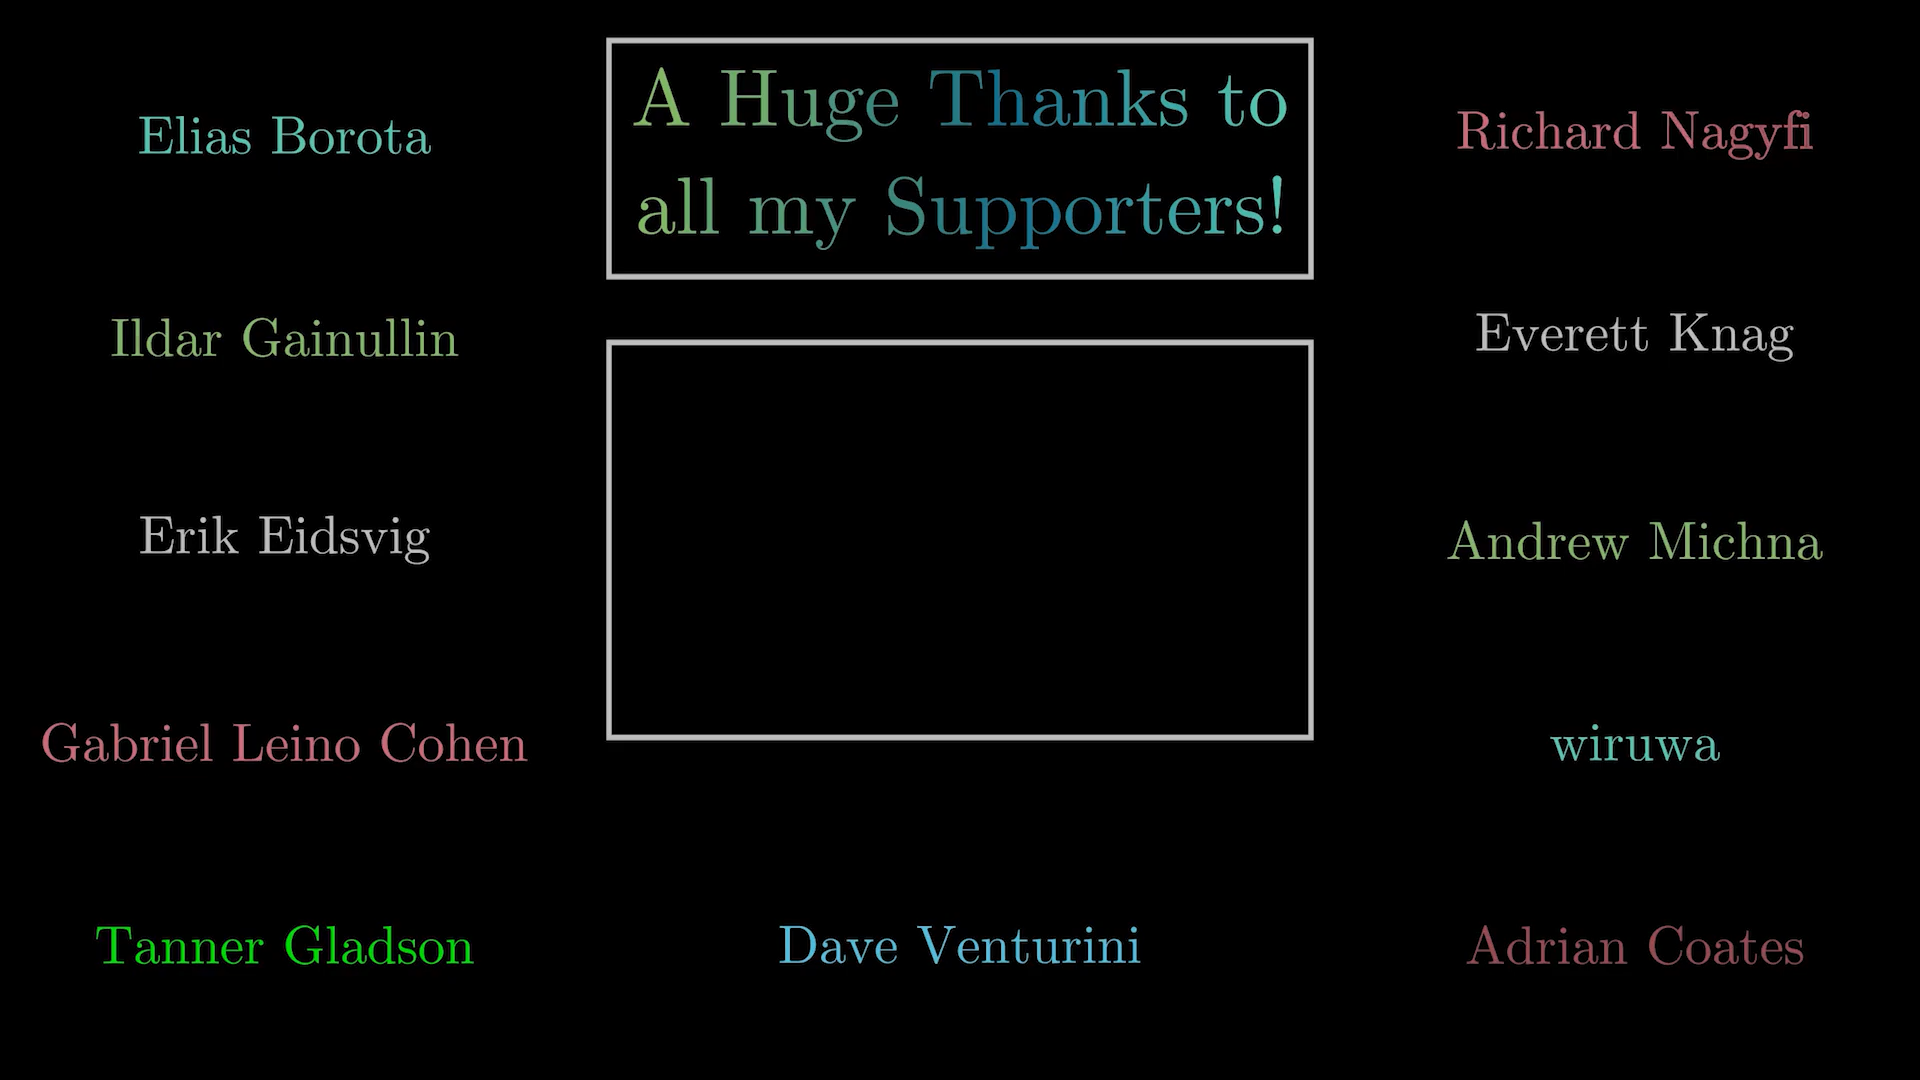 A Huge Thanks to
all my Supporters!
Elias Borota
Richard Nagyfi
Ildar Gainullin
Everett Knag
Erik Eidsvig
Andrew Michna
Gabriel Leino Cohen
wiruwa
Tanner Gladson
Dave Venturini
Adrian Coates